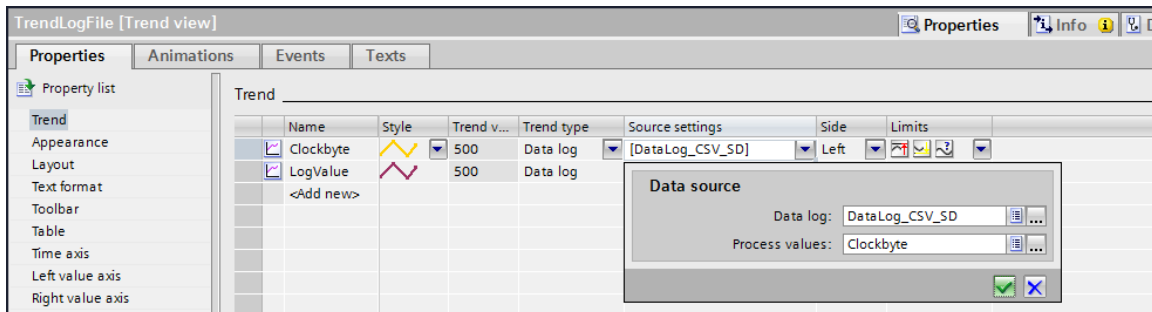 TrendLogFile [Trend view]
Properties
Info
Properties
Animations
Events
Texts
Property list
Trend
Appearance
Layout
Text format
Toolbar
Table
Time axis
Left value axis
Right value axis
Trend
Name Style Trend v... Trend type Source settings Side Limits
Clockbyte 500 Data log [DataLog_CSV_SD] Left
LogValue 500 Data log
<Add new>
Data source
Data log: DataLog_CSV_SD ...
Process values: Clockbyte ...